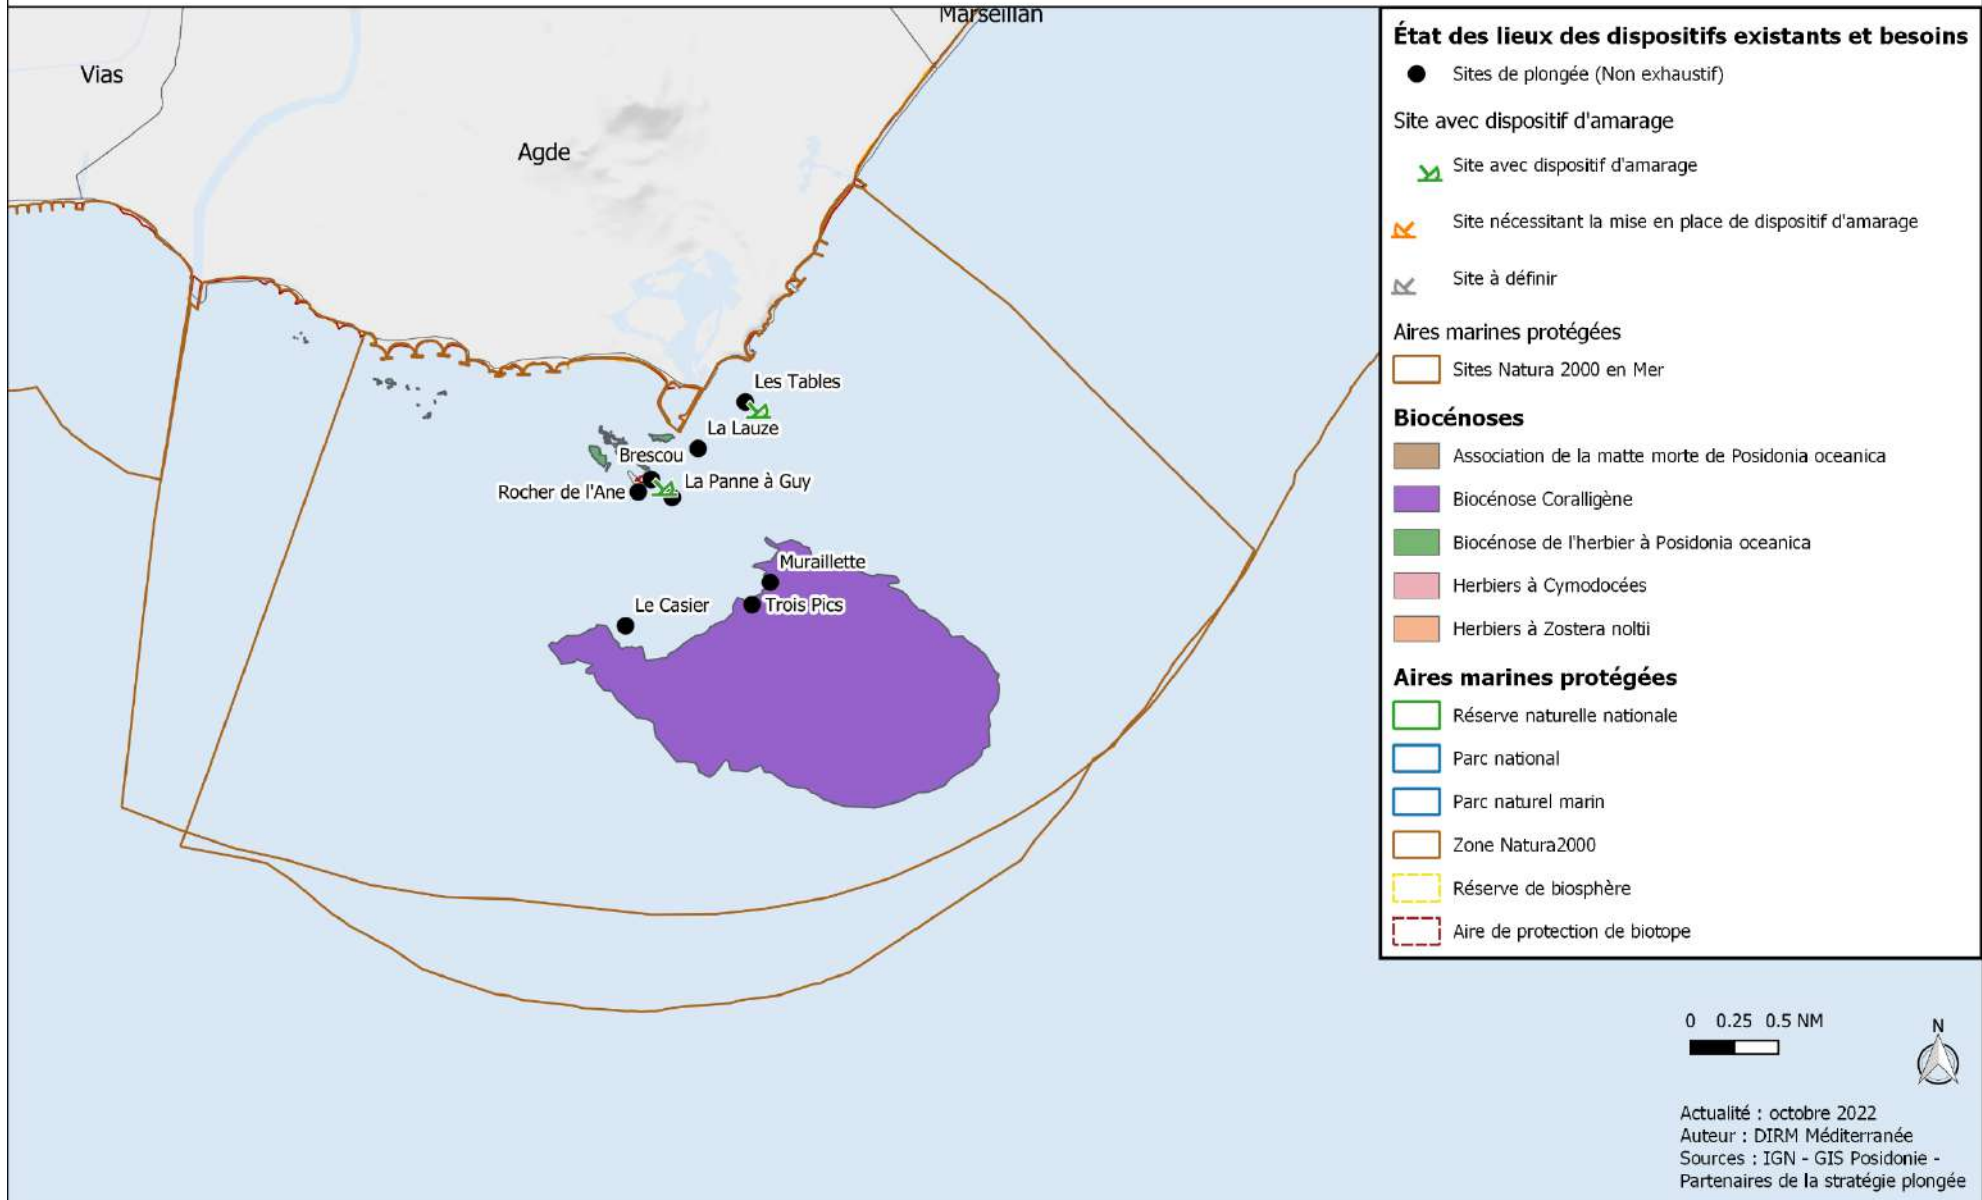 Marseillan
Vias
Agde
Les Tables
La Lauze
Brescou
La Panne à Guy
Rocher de l'Ane
Muraillette
Trois Pics
Le Casier
État des lieux des dispositifs existants et besoins
Sites de plongée (Non exhaustif)
Site avec dispositif d'amarage
Site avec dispositif d'amarage
Site nécessitant la mise en place de dispositif d'amarage
Site à définir
Aires marines protégées
Sites Natura 2000 en Mer
Biocénoses
Association de la matte morte de Posidonia oceanica
Biocénose Coralligène
Biocénose de l'herbier à Posidonia oceanica
Herbiers à Cymodocées
Herbiers à Zostera noltii
Aires marines protégées
Réserve naturelle nationale
Parc national
Parc naturel marin
Zone Natura2000
Réserve de biosphère
Aire de protection de biotope
0 0.25 0.5 NM
N
Actualité : octobre 2022
Auteur : DIRM Méditerranée
Sources : IGN - GIS Posidonie -
Partenaires de la stratégie plongée